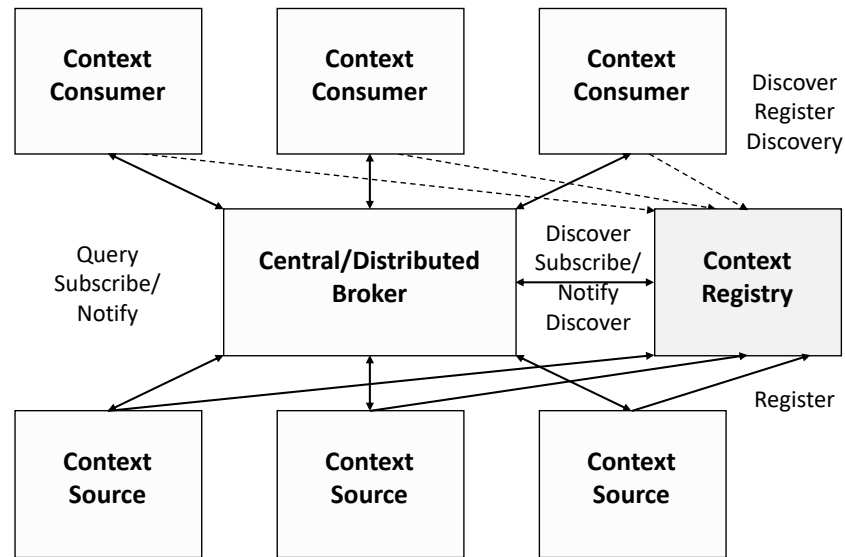 Context
Consumer
Context
Consumer
Context
Consumer
Discover
Register
Discovery
Query
Subscribe/
Notify
Central/Distributed
Broker
Discover
Subscribe/
Notify
Discover
Context
Registry
Register
Context
Source
Context
Source
Context
Source